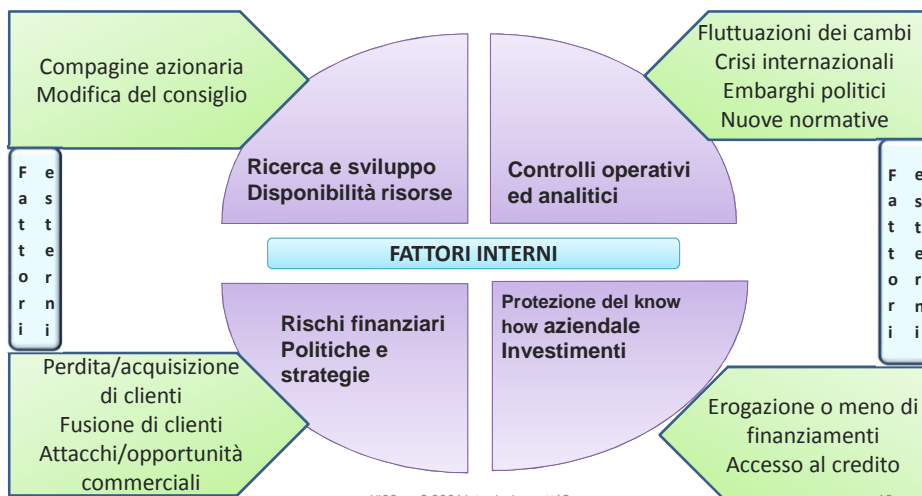 Compagine azionaria
Modifica del consiglio
Fluttuazioni dei cambi
Crisi internazionali
Embarghi politici
Nuove normative
Ricerca e sviluppo
Disponibilità risorse
Controlli operativi
ed analitici
Fattori
esterni
FATTORI INTERNI
Fattori
esterni
Rischi finanziari
Politiche e
strategie
Protezione del know
how aziendale
Investimenti
Perdita/acquisizione
di clienti
Fusione di clienti
Attacchi/opportunità
commerciali
Erogazione o meno di
finanziamenti
Accesso al credito